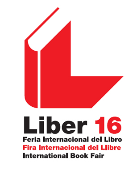 Liber 16
Feria Internacional del Libro
Fira Internacional del Llibre
International Book Fair